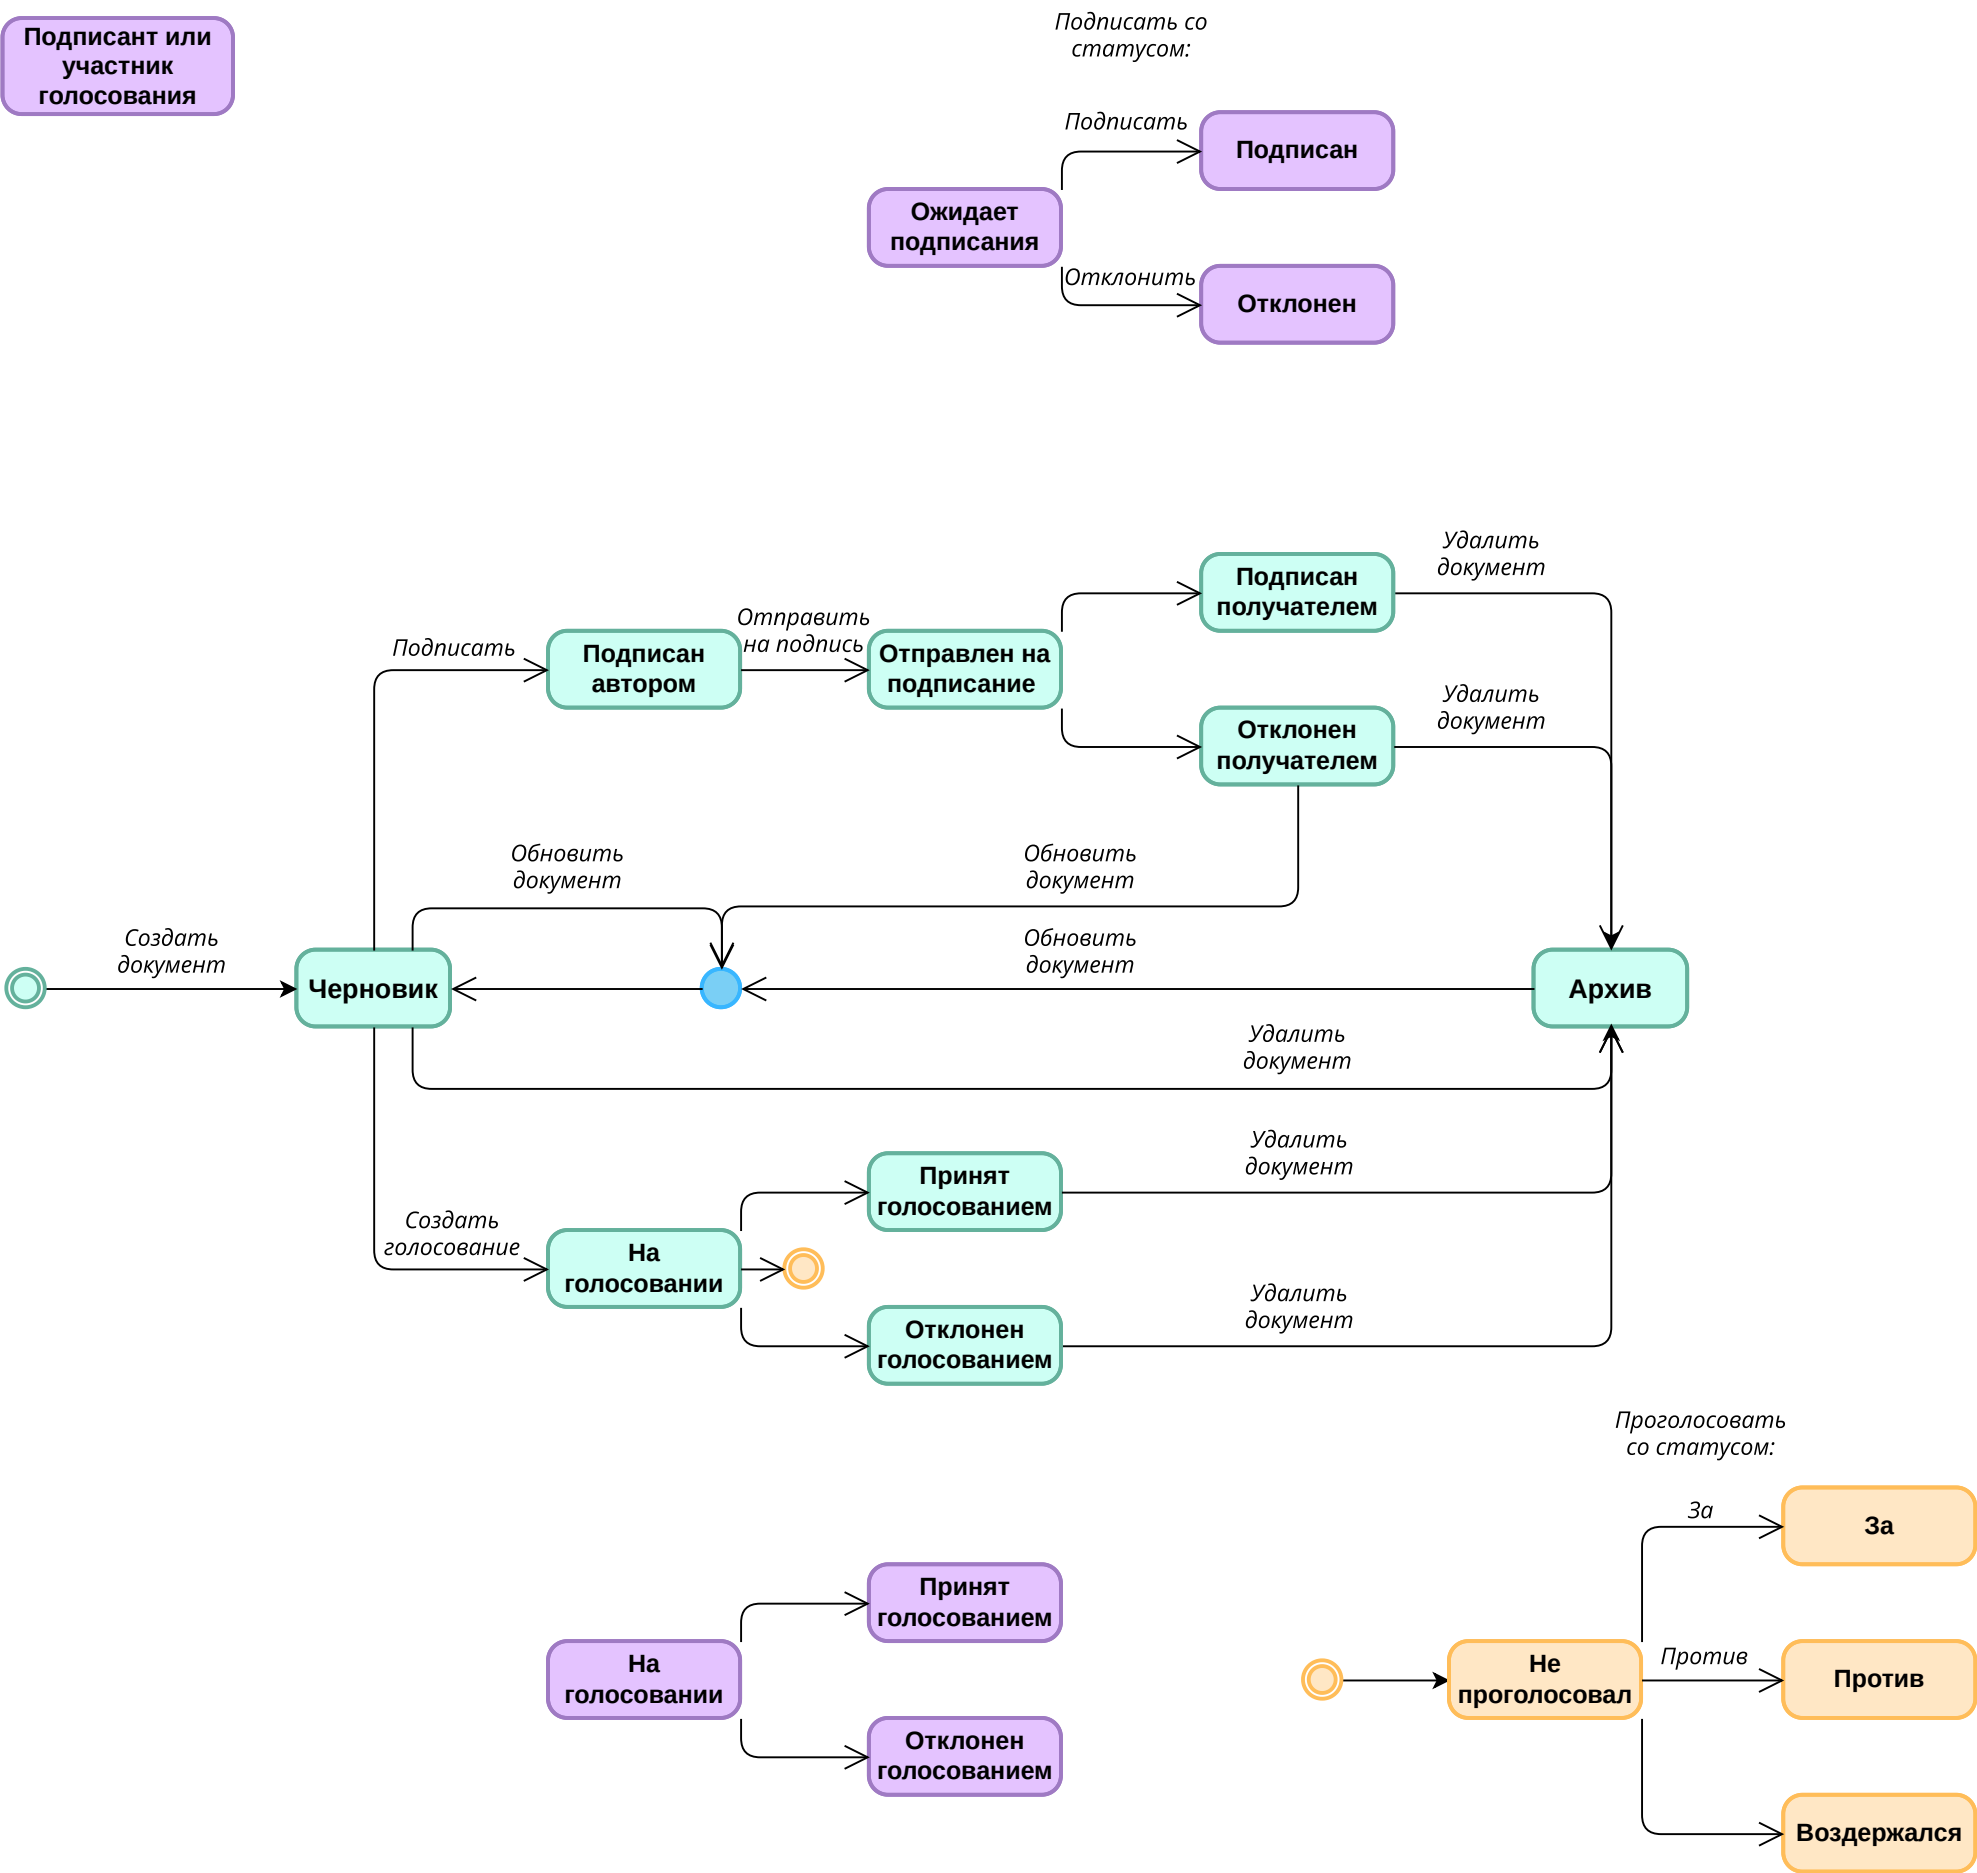 Подписант или
участник
голосования
Подписать со
статусом:
Подписать
Подписан
Ожидает
подписания
Отклонить
Отклонен
Удалить
документ
Подписан
получателем
Отправить
на подпись
Подписать
Подписан
автором
Отправлен на
подписание
Удалить
документ
Отклонен
получателем
Обновить
документ
Обновить
документ
Создать
документ
Обновить
документ
Черновик
Архив
Удалить
документ
Удалить
документ
Принят
голосованием
Создать
голосование
На
голосовании
Удалить
документ
Отклонен
голосованием
Проголосовать
со статусом:
За
За
Принят
голосованием
На
голосовании
Не
проголосовал
Против
Против
Отклонен
голосованием
Воздержался